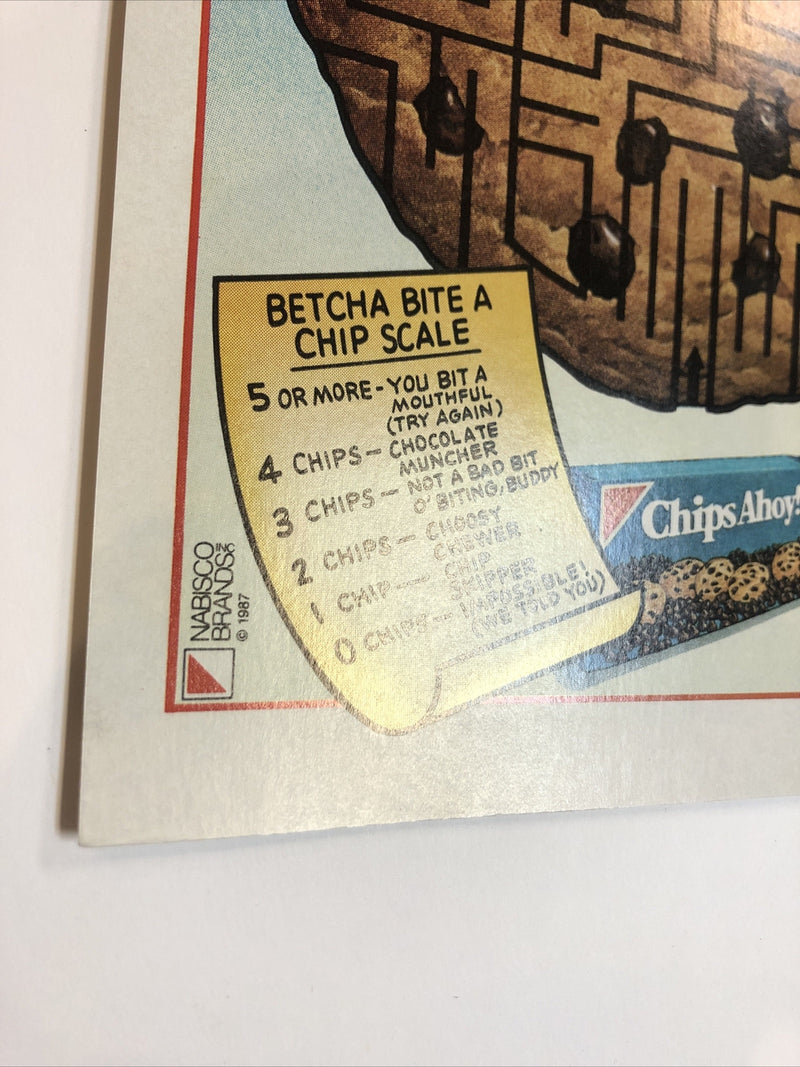 BETCHA BITE A
CHIP SCALE
5 OR MORE - YOU BIT A
MOUTHFUL
(TRY AGAIN)
4 CHIPS - CHOCOLATE
MUNCHER
3 CHIPS - NOT A BAD BIT
O' BITING, BUDDY
2 CHIPS - CHOOSY
CHEWER
1 CHIP - CHIP
SKIPPER
0 CHIPS - IMPOSSIBLE!
(WE TOLD YOU)
Chips Ahoy!
NABISCO
BRANDS INC
© 1987